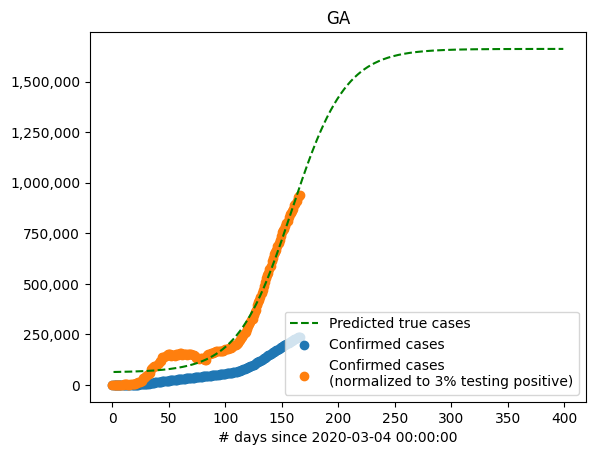 GA
1,500,000
1,250,000
1,000,000
750,000
500,000
250,000
0
Predicted true cases
Confirmed cases
Confirmed cases
(normalized to 3% testing positive)
0 50 100 150 200 250 300 350 400
# days since 2020-03-04 00:00:00